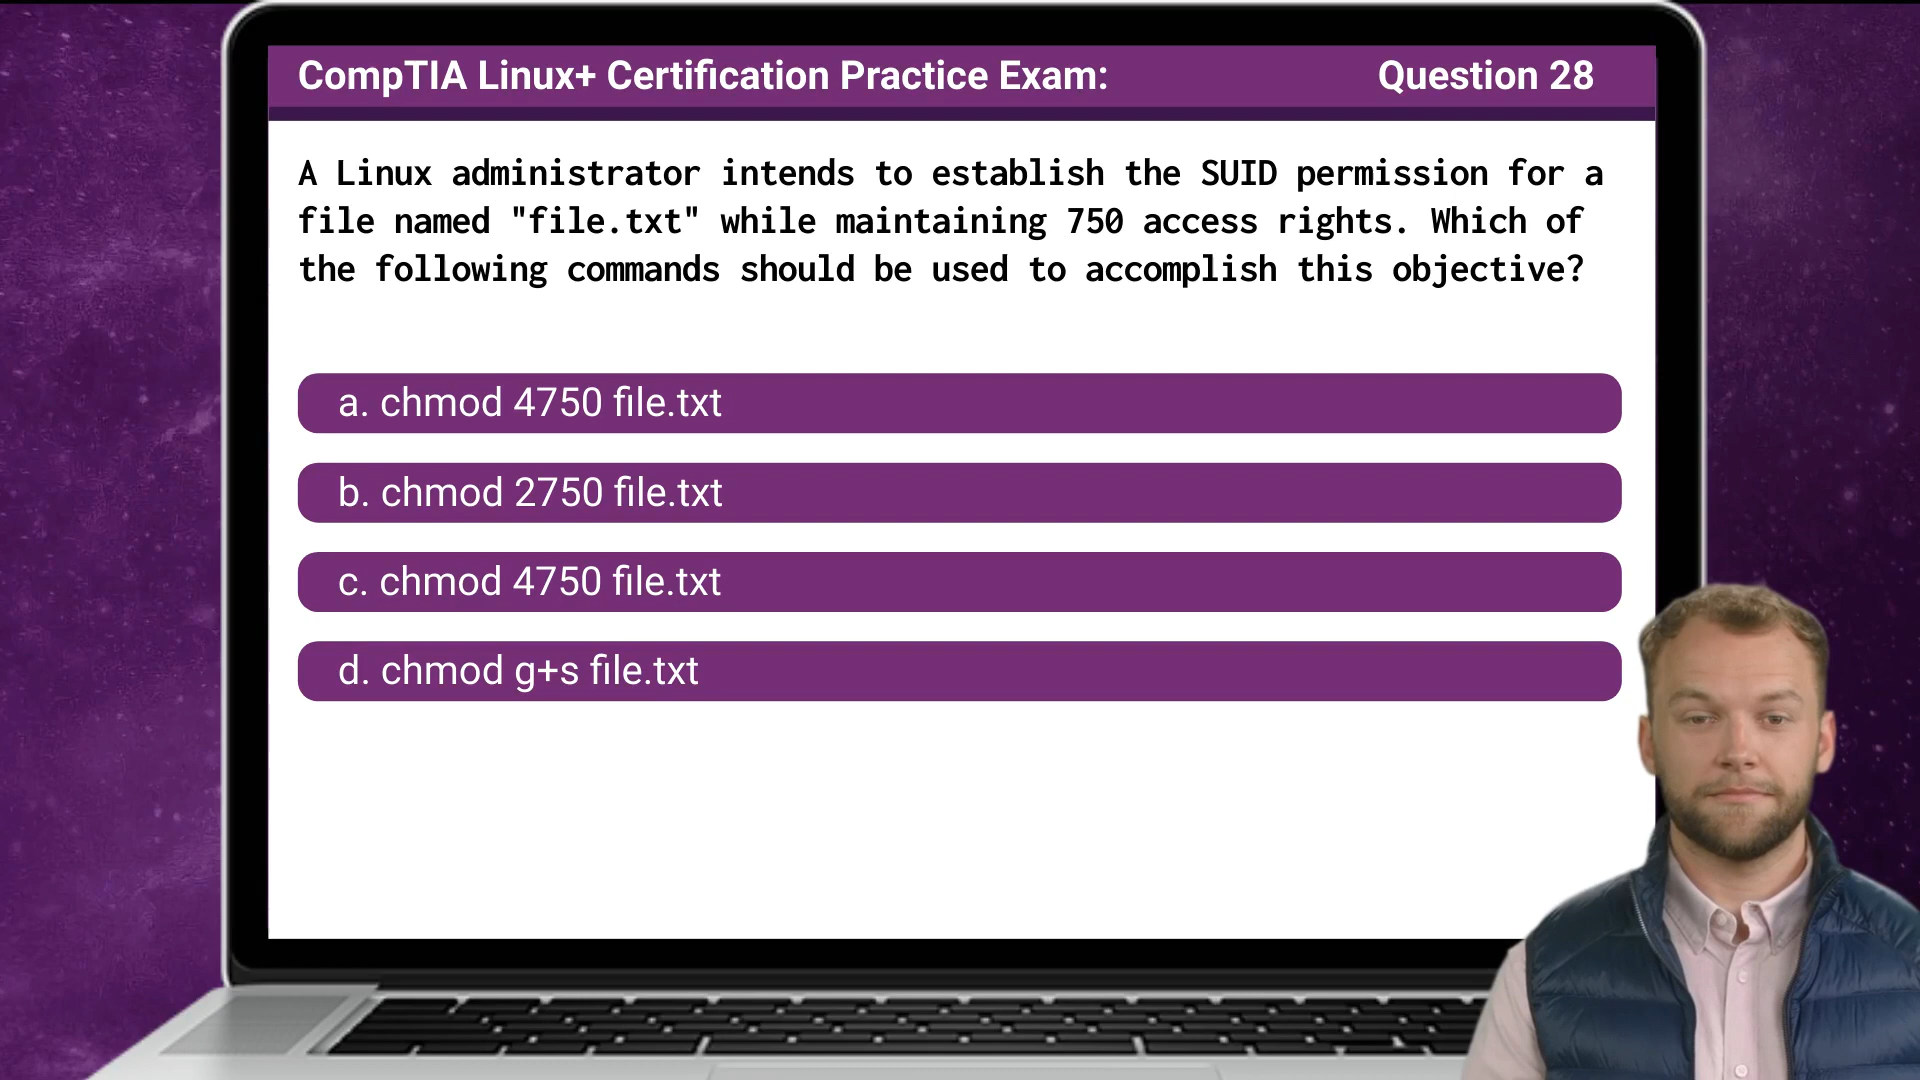 CompTIA Linux+ Certification Practice Exam: Question 28
A Linux administrator intends to establish the SUID permission for a
file named "file.txt" while maintaining 750 access rights. Which of
the following commands should be used to accomplish this objective?
a. chmod 4750 file.txt
b. chmod 2750 file.txt
c. chmod 4750 file.txt
d. chmod g+s file.txt